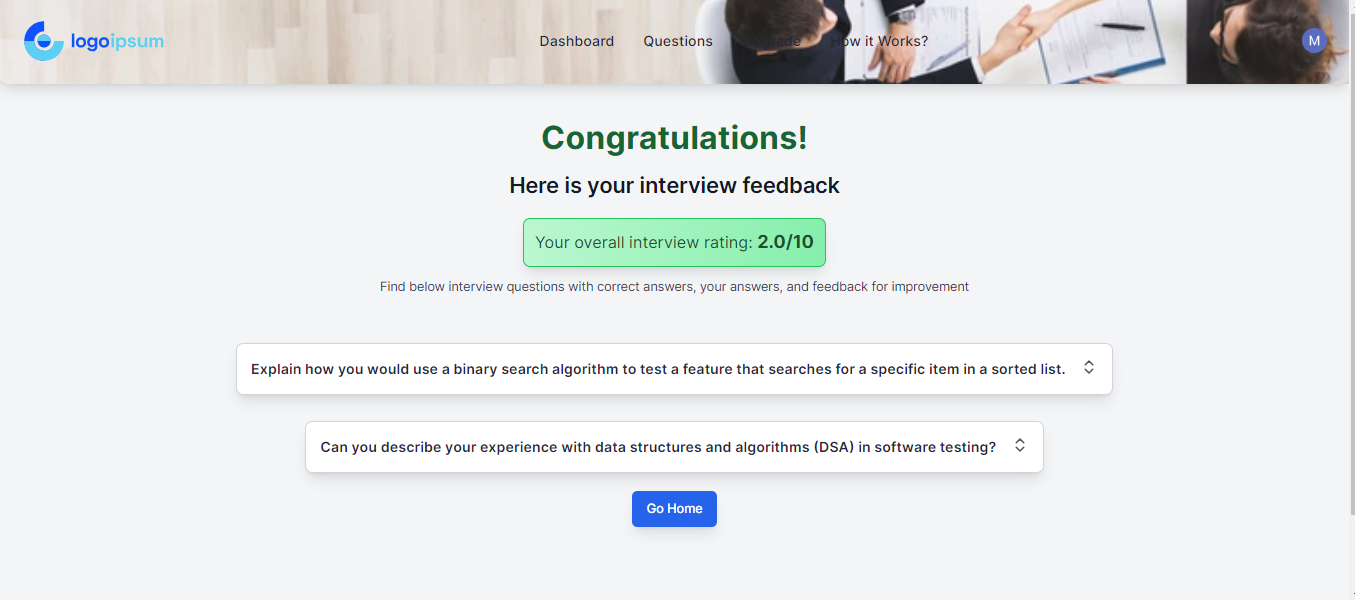 logoipsum
Dashboard Questions How it Works? M
Congratulations!
Here is your interview feedback
Your overall interview rating: 2.0/10
Find below interview questions with correct answers, your answers, and feedback for improvement
Explain how you would use a binary search algorithm to test a feature that searches for a specific item in a sorted list.
Can you describe your experience with data structures and algorithms (DSA) in software testing?
Go Home